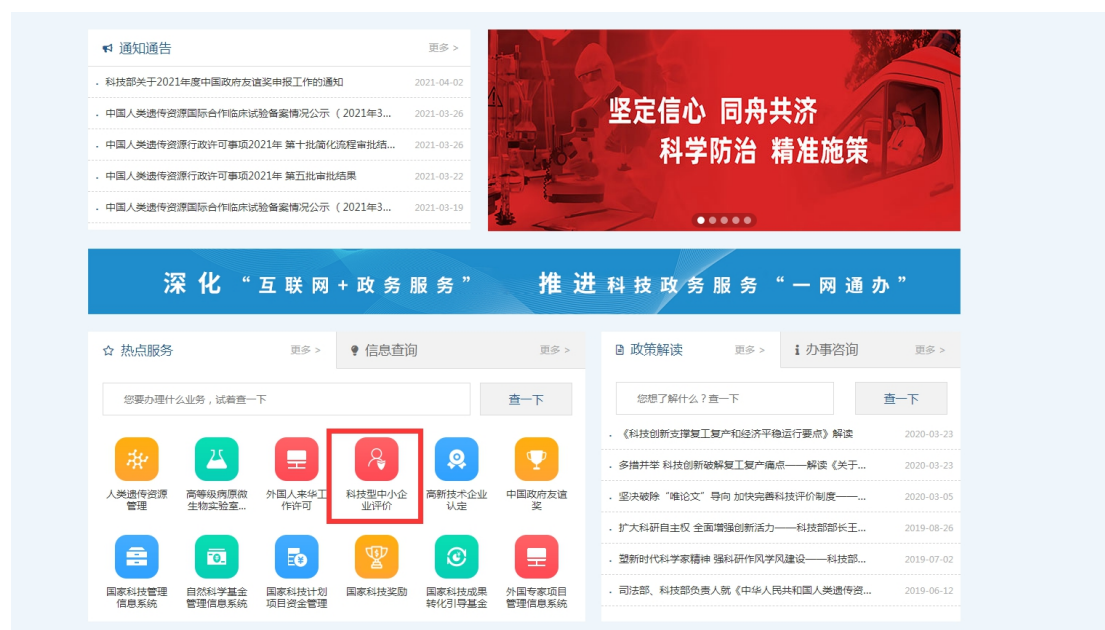 通知通告
更多 >
科技部关于2021年度中国政府友谊奖申报工作的通知
2021-04-02
中国人类遗传资源国际合作临床试验备案情况公示 ( 2021年3...
2021-03-26
中国人类遗传资源行政许可事项2021年 第十批简化流程审批结...
2021-03-26
中国人类遗传资源行政许可事项2021年 第五批审批结果
2021-03-22
中国人类遗传资源国际合作临床试验备案情况公示 ( 2021年3...
2021-03-19
坚定信心 同舟共济
科学防治 精准施策
深化“互联网+政务服务” 推进科技政务服务“一网通办”
热点服务
更多 >
信息查询
更多 >
您要办理什么业务，试着查一下
查一下
人类遗传资源
管理
高等级病原微
生物实验室...
外国人来华工
作许可
科技型中小企
业评价
高新技术企业
认定
中国政府友谊
奖
国家科技管理
信息系统
自然科学基金
管理信息系统
国家科技计划
项目资金管理
国家科技奖励
国家科技成果
转化引导基金
外国专家项目
管理信息系统
政策解读
更多 >
办事咨询
更多 >
您想了解什么？查一下
查一下
《科技创新支撑复工复产和经济平稳运行要点》解读
2020-03-23
多措并举 科技创新破解复工复产痛点——解读《关于...
2020-03-23
坚决破除“唯论文”导向 加快完善科技评价制度——...
2020-03-05
扩大科研自主权 全面增强创新活力——科技部部长王...
2019-08-26
塑新时代科学家精神 强科研作风学风建设——科技部...
2019-07-02
司法部、科技部负责人就《中华人民共和国人类遗传资...
2019-06-12